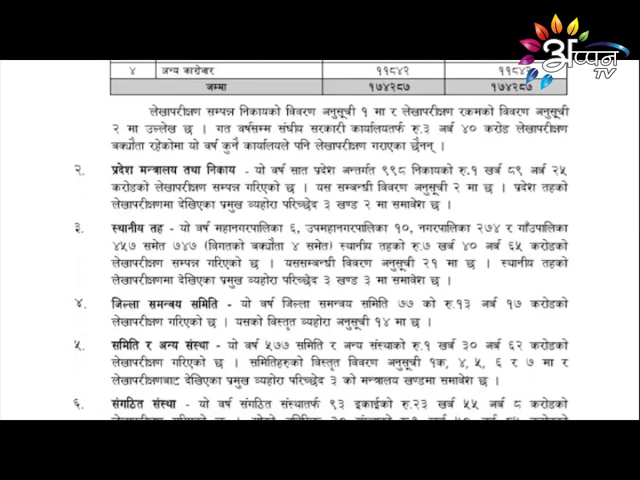 अप्पन
TV
४ अन्य कारोबार ११८४२ ११८४२
जम्मा १७४२८७ १७४२८७
लेखापरीक्षण सम्पन्न निकायको विवरण अनुसूची १ मा र लेखापरीक्षण रकमको विवरण अनुसूची
२ मा उल्लेख छ । गत वर्षसम्म संघीय सरकारी कार्यालयतर्फ रु.३ अर्व ४० करोड लेखापरीक्षण
बक्यौता रहेकोमा यो वर्ष कुनै कार्यालयले पनि लेखापरीक्षण गराएका छैनन् ।
२. प्रदेश मन्त्रालय तथा निकाय - यो वर्ष सात प्रदेश अन्तर्गत ९९८ निकायको रु.१ खर्व ८९ अर्व २५
करोडको लेखापरीक्षण सम्पन्न गरिएको छ । यस सम्बन्धी विवरण अनुसूची २ मा छ । प्रदेश तहको
लेखापरीक्षणमा देखिएका प्रमुख व्यहोरा परिच्छेद ३ खण्ड २ मा समावेश छ ।
३. स्थानीय तह - यो वर्ष महानगरपालिका ६, उपमहानगरपालिका १०, नगरपालिका २७४ र गाउँपालिका
४५७ समेत ७४७ (विगतको बक्यौता ४ समेत) स्थानीय तहको रु.७ खर्व ४० अर्व ६५ करोडको
लेखापरीक्षण सम्पन्न गरिएको छ । यससम्बन्धी विवरण अनुसूची २१ मा छ । स्थानीय तहको
लेखापरीक्षणमा देखिएका प्रमुख व्यहोरा परिच्छेद ३ खण्ड ३ मा समावेश छ ।
४. जिल्ला समन्वय समिति - यो वर्ष जिल्ला समन्वय समिति ७७ को रु.१३ अर्व १७ करोडको
लेखापरीक्षण गरिएको छ । यसको विस्तृत व्यहोरा अनुसूची १४ मा छ ।
५. समिति र अन्य संस्था - यो वर्ष ५७७ समिति र अन्य संस्थाको रु.१ खर्व ३० अर्व ६२ करोडको
लेखापरीक्षण गरिएको छ । समितिहरुको विस्तृत विवरण अनुसूची १क, ४, ५, ६ र ७ मा र
लेखापरीक्षणबाट देखिएका प्रमुख व्यहोरा परिच्छेद ३ को मन्त्रालय खण्डमा समावेश छ ।
६. संगठित संस्था - यो वर्ष संगठित संस्थातर्फ ९३ इकाईको रु.२३ खर्व ५५ अर्व ८ करोडको